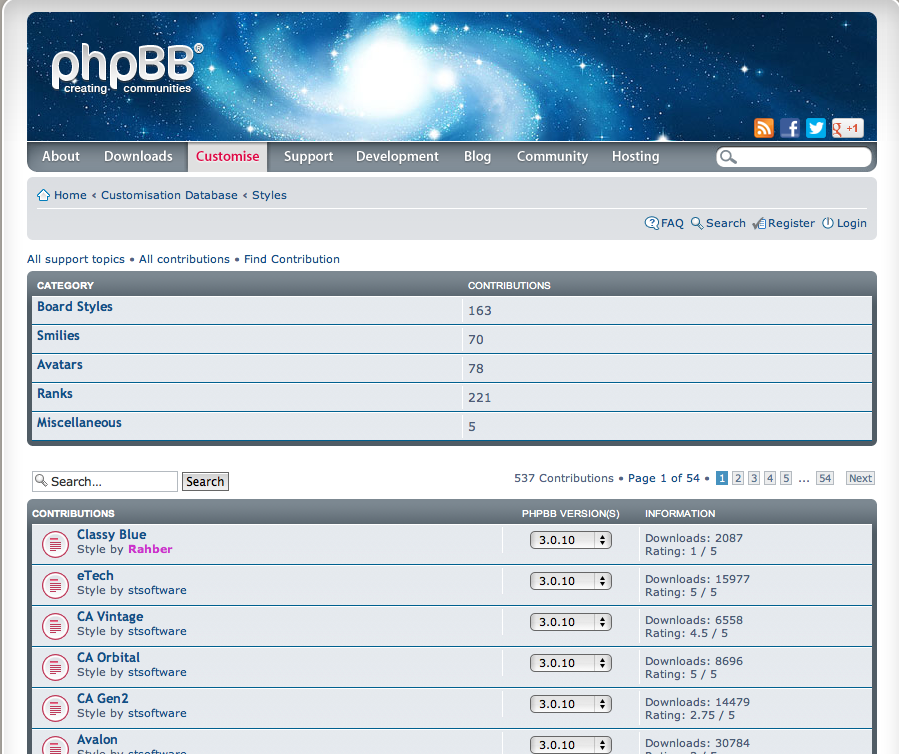 phpBB®
creating communities
g +1
About Downloads Customise Support Development Blog Community Hosting
Home ‹ Customisation Database ‹ Styles
FAQ Search Register Login
All support topics • All contributions • Find Contribution
CATEGORY CONTRIBUTIONS
Board Styles 163
Smilies 70
Avatars 78
Ranks 221
Miscellaneous 5
Search... Search 537 Contributions • Page 1 of 54 • 1 2 3 4 5 ... 54 Next
CONTRIBUTIONS PHPBB VERSION(S) INFORMATION
Classy Blue 3.0.10 Downloads: 2087
Style by Rahber Rating: 1 / 5
eTech 3.0.10 Downloads: 15977
Style by stsoftware Rating: 5 / 5
CA Vintage 3.0.10 Downloads: 6558
Style by stsoftware Rating: 4.5 / 5
CA Orbital 3.0.10 Downloads: 8696
Style by stsoftware Rating: 5 / 5
CA Gen2 3.0.10 Downloads: 14479
Style by stsoftware Rating: 2.75 / 5
Avalon 3.0.10 Downloads: 30784
Style by stsoftware